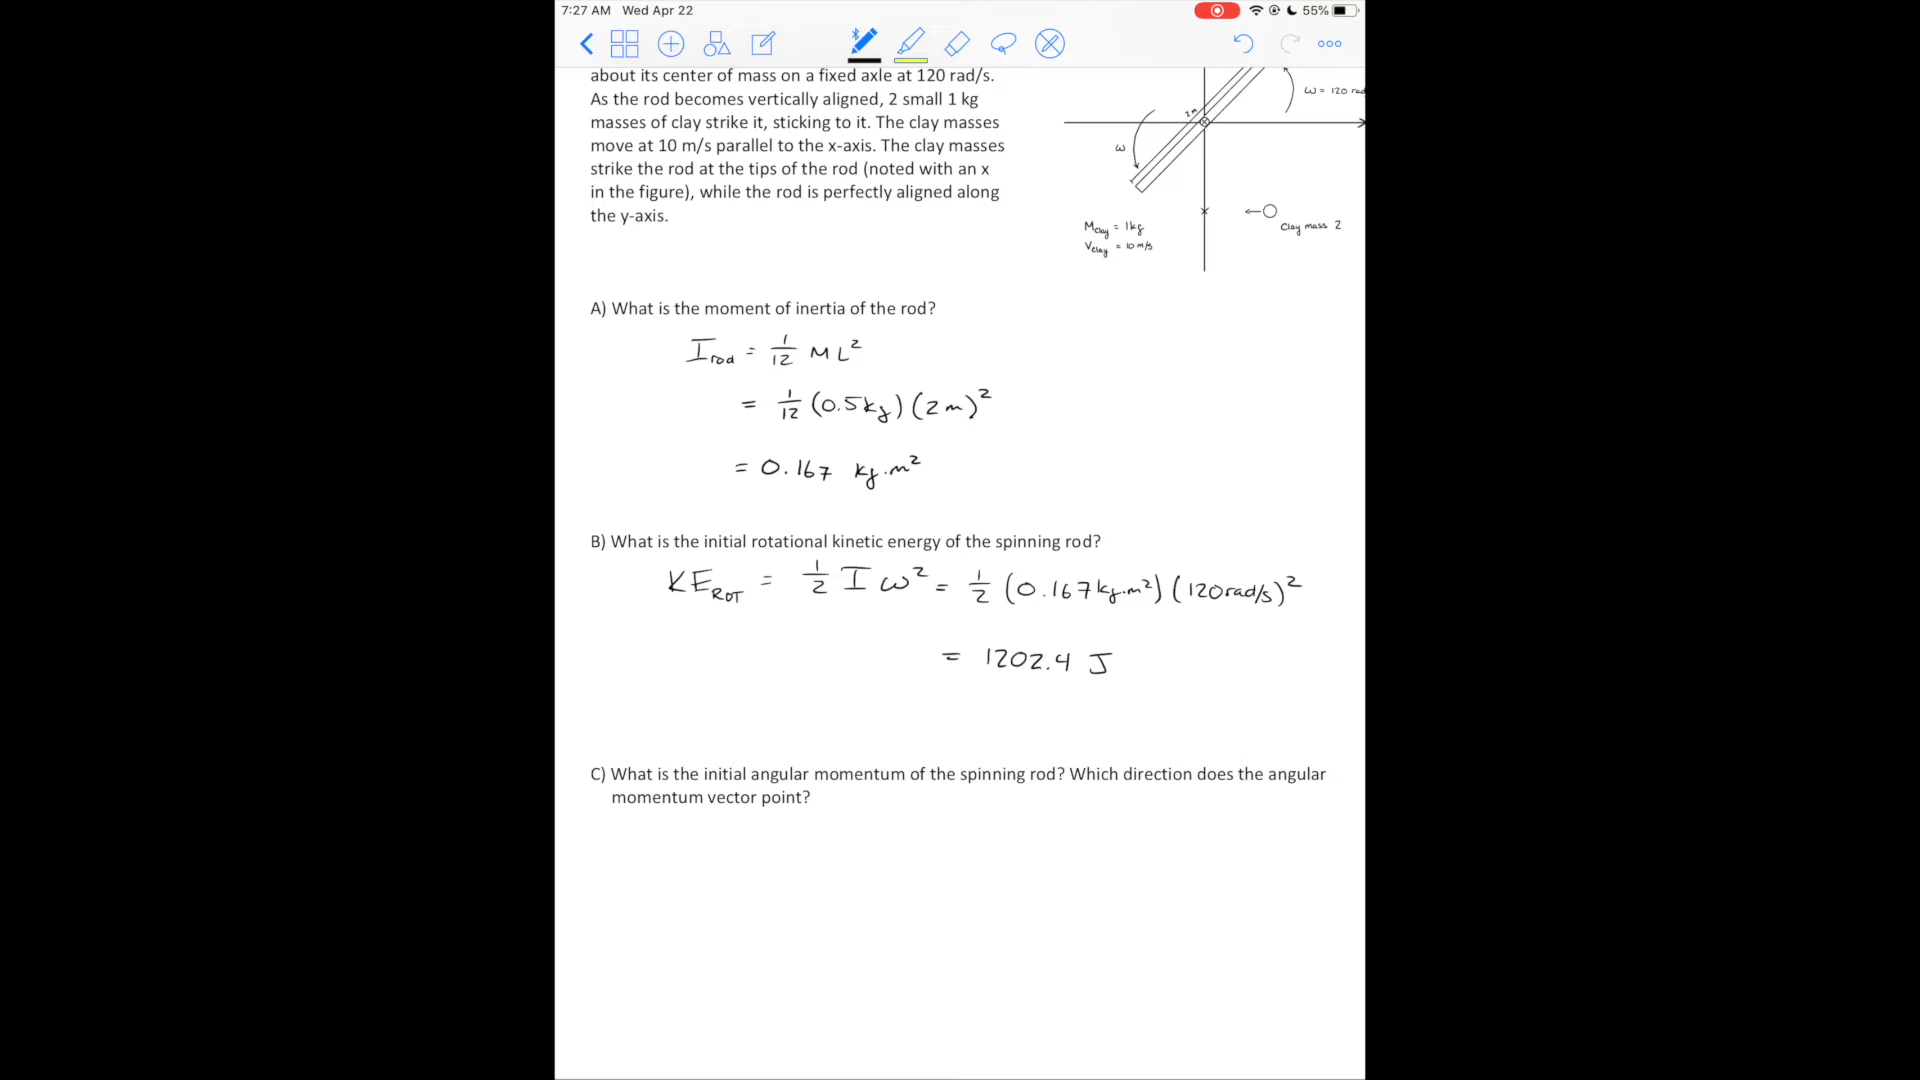 7:27 AM Wed Apr 22 55%
about its center of mass on a fixed axle at 120 rad/s.
As the rod becomes vertically aligned, 2 small 1 kg
masses of clay strike it, sticking to it. The clay masses
move at 10 m/s parallel to the x-axis. The clay masses
strike the rod at the tips of the rod (noted with an x
in the figure), while the rod is perfectly aligned along
the y-axis.
ω = 120 rad
2m
ω
Clay mass 2
M_clay = 1kg
V_clay = 10 m/s
A) What is the moment of inertia of the rod?
I_rod = 1/12 M L²
= 1/12 (0.5kg)(2m)²
= 0.167 kg·m²
B) What is the initial rotational kinetic energy of the spinning rod?
KE_ROT = 1/2 I ω² = 1/2 (0.167kg·m²)(120rad/s)²
= 1202.4 J
C) What is the initial angular momentum of the spinning rod? Which direction does the angular
momentum vector point?